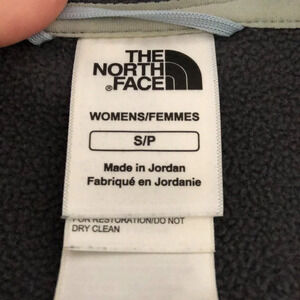 THE
NORTH
FACE
®
WOMENS/FEMMES
S/P
Made in Jordan
Fabriqué en Jordanie
FOR RESTORATION/DO NOT
DRY CLEAN